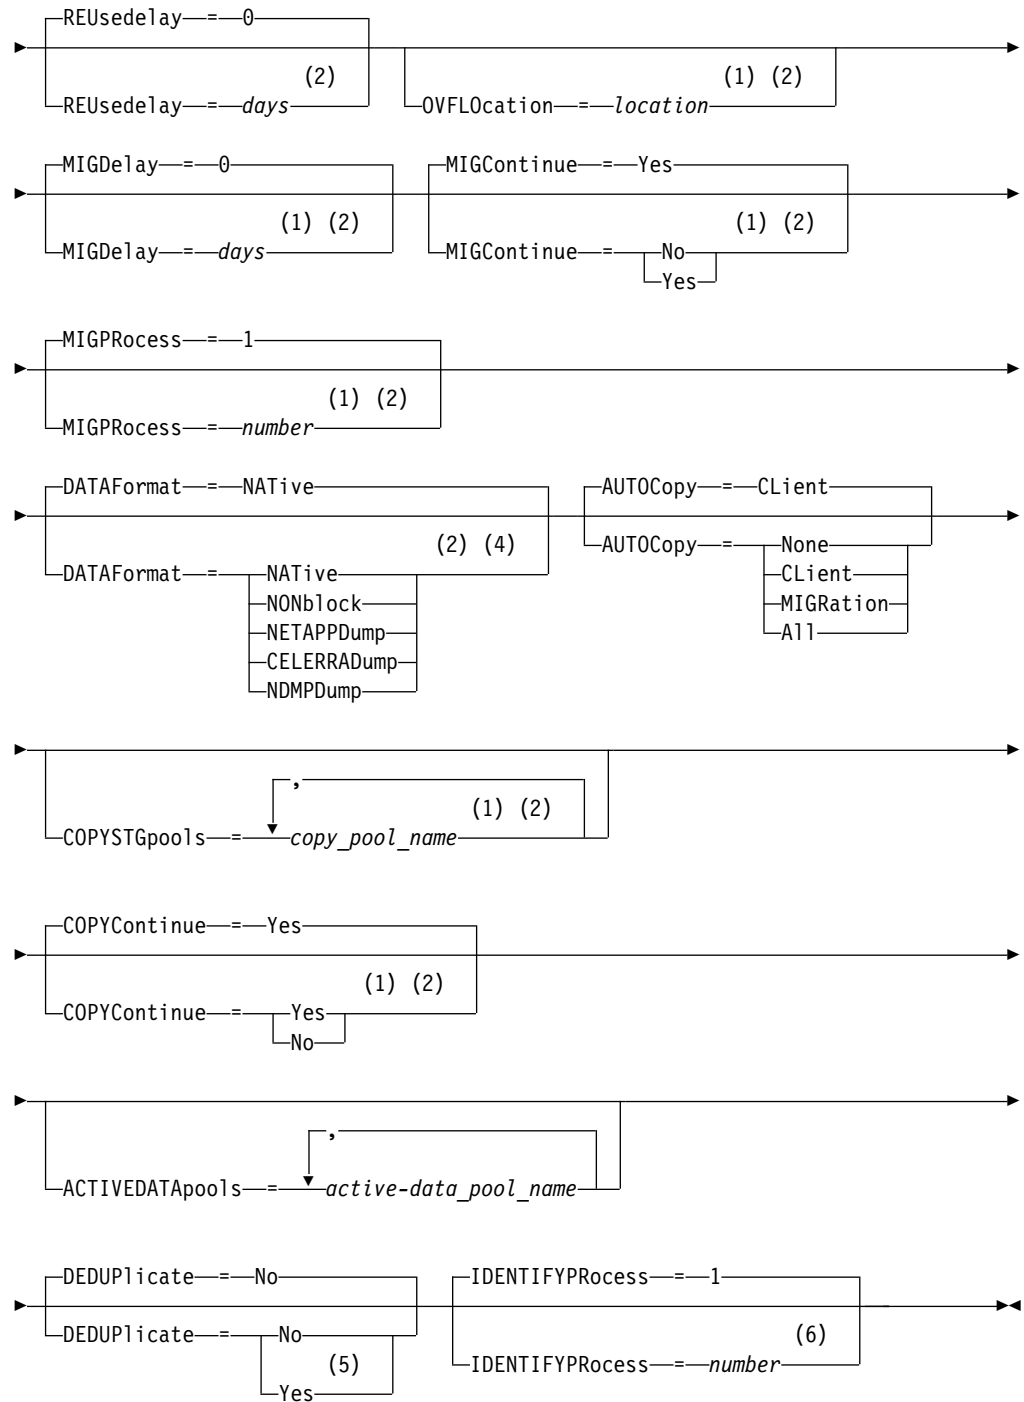 REUsedelay = 0
(2) (1) (2)
REUsedelay = days OVFLOcation = location
MIGDelay = 0 MIGContinue = Yes
(1) (2) (1) (2)
MIGDelay = days MIGContinue = No
Yes
MIGPRocess = 1
(1) (2)
MIGPRocess = number
DATAFormat = NATive AUTOCopy = CLient
(2) (4) AUTOCopy = None
DATAFormat = NATive CLient
NONblock MIGRation
NETAPPDump All
CELERRADump
NDMPDump
,
(1) (2)
COPYSTGpools = copy_pool_name
COPYContinue = Yes
(1) (2)
COPYContinue = Yes
No
,
ACTIVEDATApools = active-data_pool_name
DEDUPlicate = No IDENTIFYPRocess = 1
DEDUPlicate = No (6)
(5) IDENTIFYPRocess = number
Yes